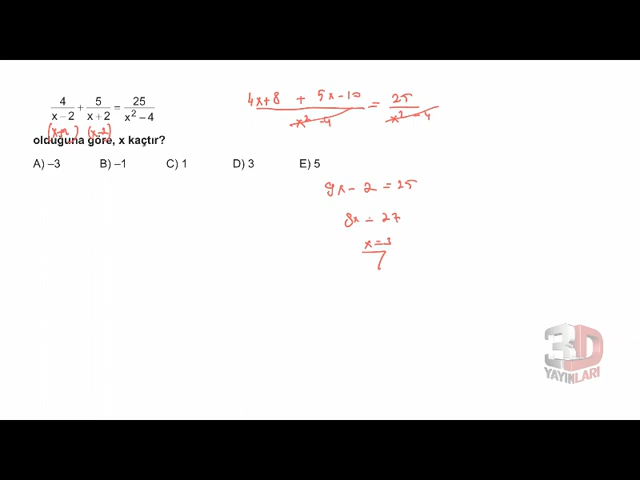 4/(x – 2) + 5/(x + 2) = 25/(x² – 4)
(x+2) (x-2)
olduğuna göre, x kaçtır?
A) –3 B) –1 C) 1 D) 3 E) 5
(4x+8 + 5x-10)/(x²-4) = 25/(x²-4)
9x - 2 = 25
9x = 27
x = 3
3D
YAYINLARI